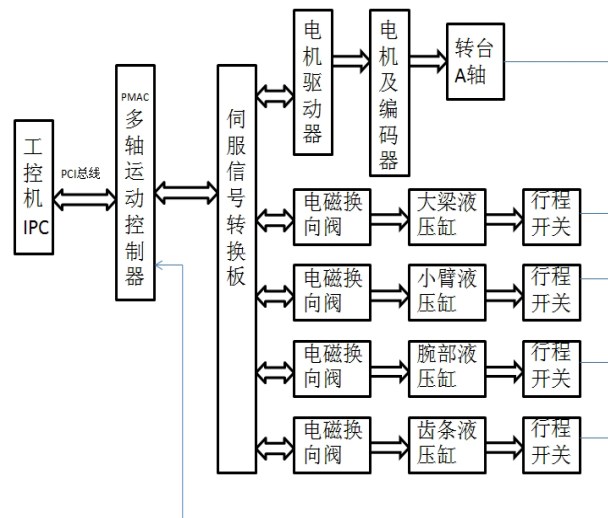 工控机
IPC
PCI总线
PMAC
多轴运动控制器
伺服信号转换板
电机驱动器
电机及编码器
转台
A轴
电磁换
向阀
大梁液
压缸
行程
开关
电磁换
向阀
小臂液
压缸
行程
开关
电磁换
向阀
腕部液
压缸
行程
开关
电磁换
向阀
齿条液
压缸
行程
开关